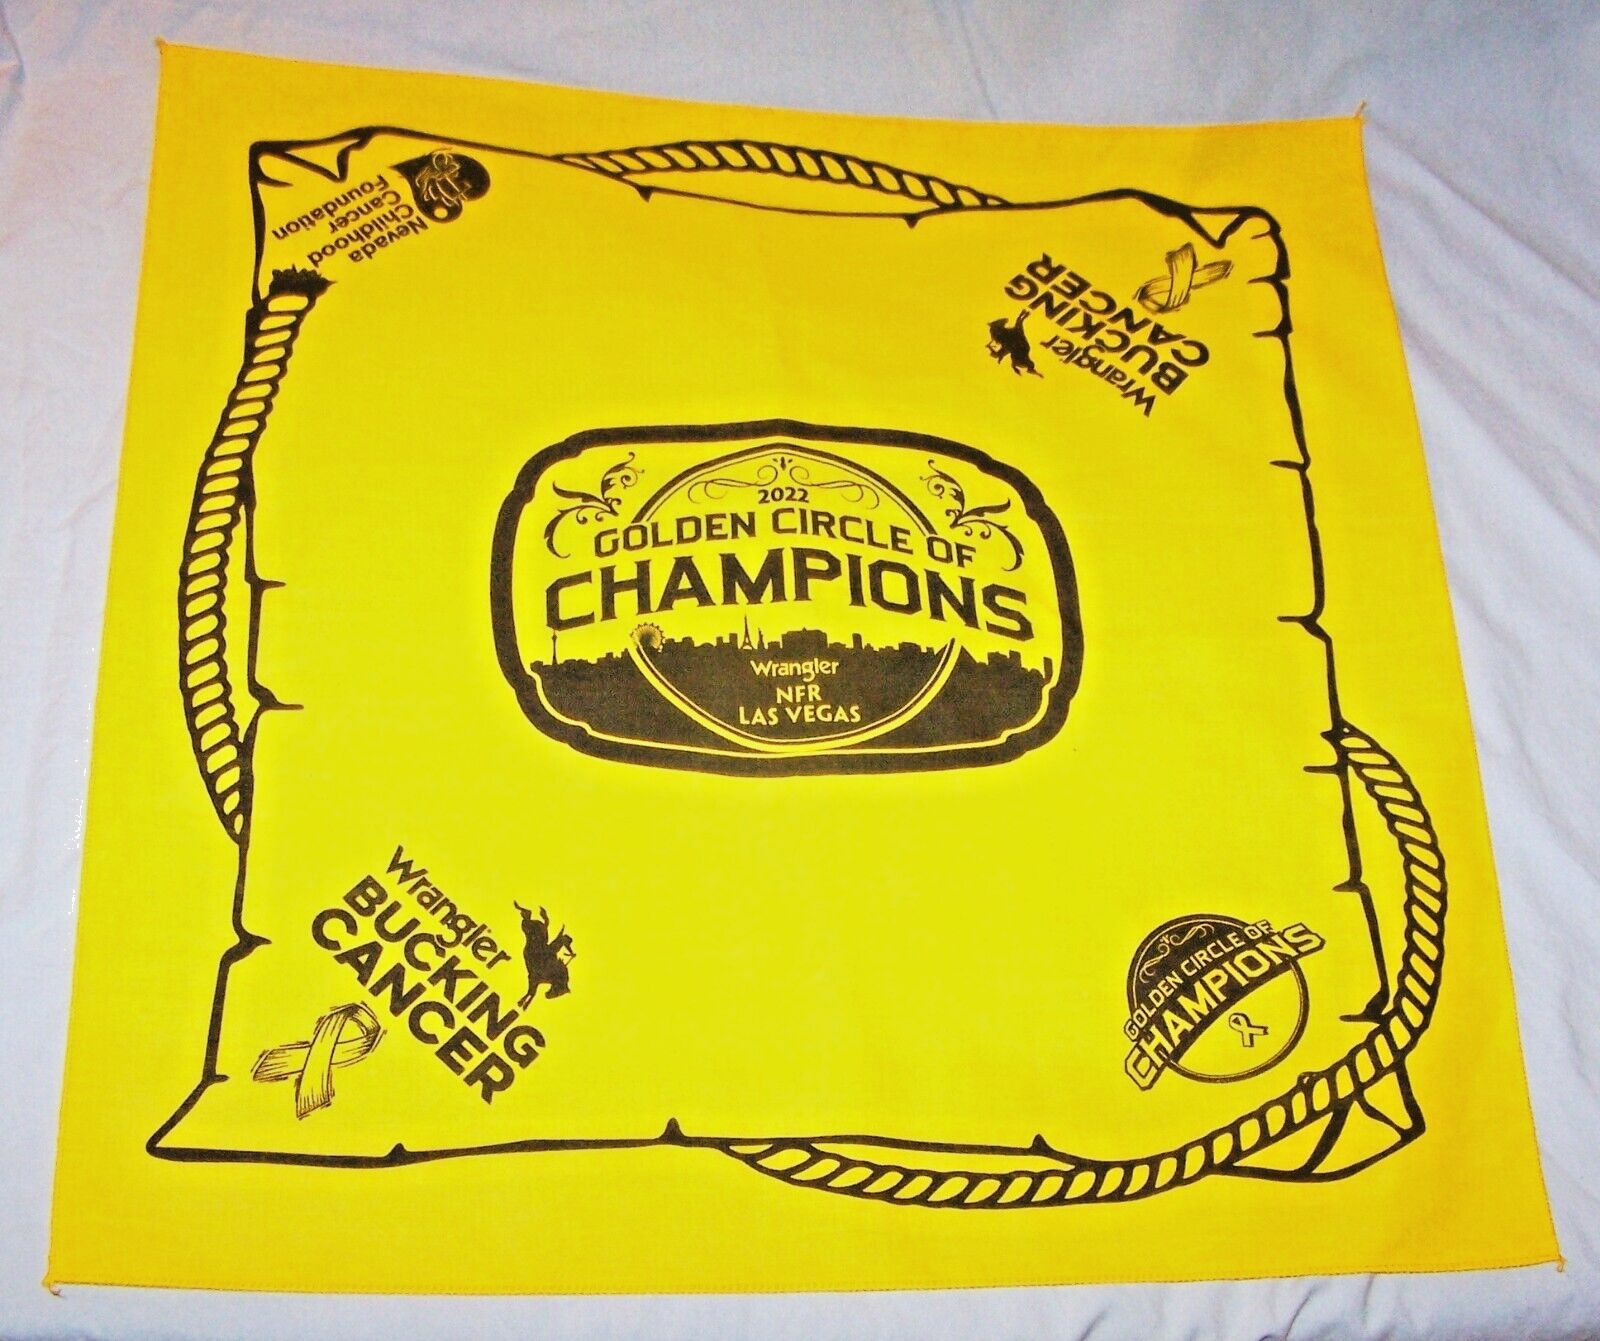 Nevada
Childhood
Cancer
Foundation
Wrangler
BUCKING
CANCER
2022
GOLDEN CIRCLE OF
CHAMPIONS
Wrangler
NFR
LAS VEGAS
Wrangler
BUCKING
CANCER
GOLDEN CIRCLE OF
CHAMPIONS